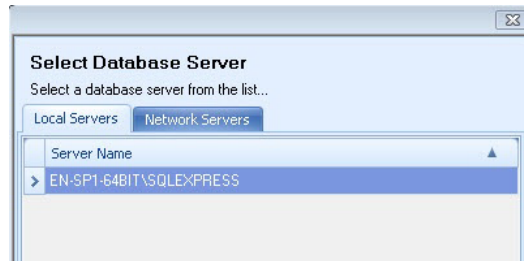 Select Database Server
Select a database server from the list...
Local Servers Network Servers
Server Name
EN-SP1-64BIT\SQLEXPRESS